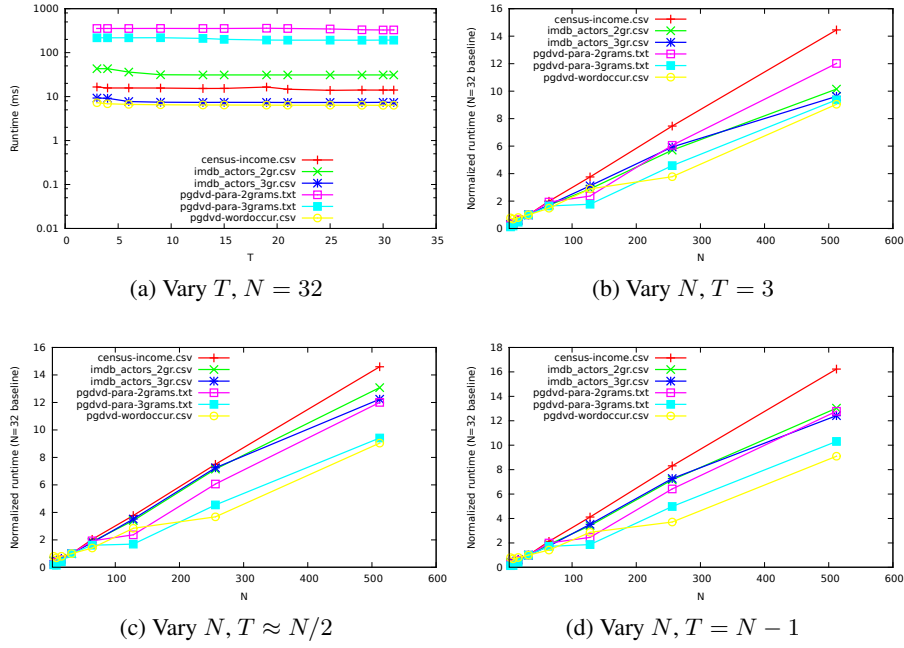 1000
100
10
1
0.1
0.01
Runtime (ms)
census-income.csv
imdb_actors_2gr.csv
imdb_actors_3gr.csv
pgdvd-para-2grams.txt
pgdvd-para-3grams.txt
pgdvd-wordoccur.csv
0 5 10 15 20 25 30 35
T
(a) Vary T, N = 32
16
14
12
10
8
6
4
2
0
Normalized runtime (N=32 baseline)
census-income.csv
imdb_actors_2gr.csv
imdb_actors_3gr.csv
pgdvd-para-2grams.txt
pgdvd-para-3grams.txt
pgdvd-wordoccur.csv
100 200 300 400 500 600
N
(b) Vary N, T = 3
16
14
12
10
8
6
4
2
0
Normalized runtime (N=32 baseline)
census-income.csv
imdb_actors_2gr.csv
imdb_actors_3gr.csv
pgdvd-para-2grams.txt
pgdvd-para-3grams.txt
pgdvd-wordoccur.csv
100 200 300 400 500 600
N
(c) Vary N, T ≈ N/2
18
16
14
12
10
8
6
4
2
0
Normalized runtime (N=32 baseline)
census-income.csv
imdb_actors_2gr.csv
imdb_actors_3gr.csv
pgdvd-para-2grams.txt
pgdvd-para-3grams.txt
pgdvd-wordoccur.csv
100 200 300 400 500 600
N
(d) Vary N, T = N − 1